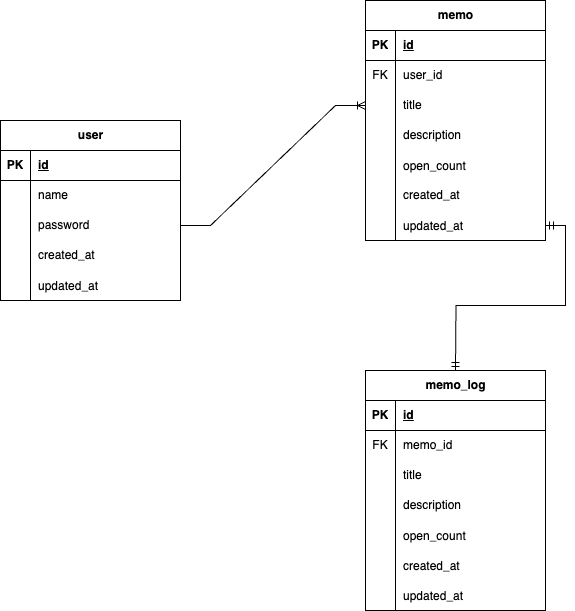 memo
PK id
FK user_id
title
description
open_count
created_at
updated_at
user
PK id
name
password
created_at
updated_at
memo_log
PK id
FK memo_id
title
description
open_count
created_at
updated_at